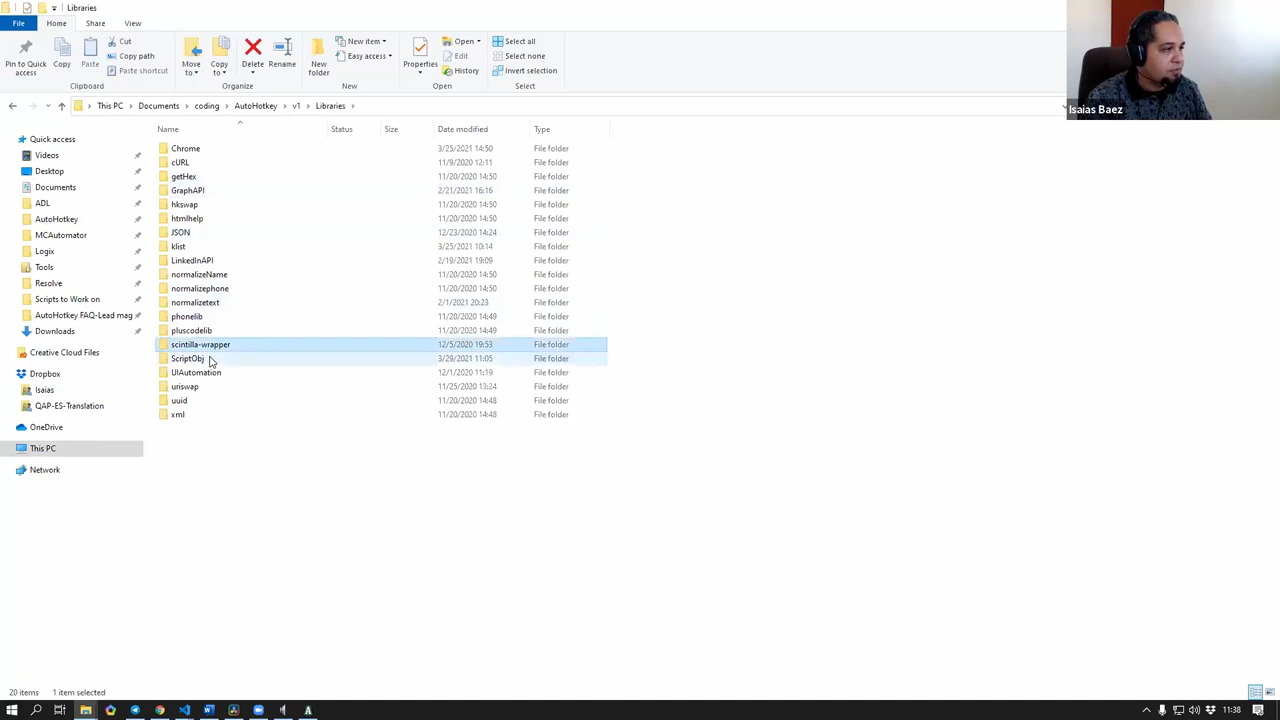 Libraries
File
Home
Share
View
Pin to Quick access
Copy
Paste
Cut
Copy path
Paste shortcut
Clipboard
Move to
Copy to
Delete
Rename
Organize
New folder
New item
Easy access
New
Properties
Open
Edit
History
Open
Select all
Select none
Invert selection
Select
This PC > Documents > coding > AutoHotkey > v1 > Libraries >
Isaias Baez
Name Status Size Date modified Type
Quick access
Videos
Desktop
Documents
ADL
AutoHotkey
MCAutomator
Logix
Tools
Resolve
Scripts to Work on
AutoHotkey FAQ-Lead mag
Downloads
Creative Cloud Files
Dropbox
Isaias
QAP-ES-Translation
OneDrive
This PC
Network
Chrome 3/25/2021 14:50 File folder
cURL 11/9/2020 12:11 File folder
getHex 11/20/2020 14:50 File folder
GraphAPI 2/21/2021 16:16 File folder
hkswap 11/20/2020 14:50 File folder
htmlhelp 11/20/2020 14:50 File folder
JSON 12/23/2020 14:24 File folder
klist 3/25/2021 10:14 File folder
LinkedInAPI 2/19/2021 19:09 File folder
normalizeName 11/20/2020 14:50 File folder
normalizephone 11/20/2020 14:50 File folder
normalizetext 2/1/2021 20:23 File folder
phonelib 11/20/2020 14:49 File folder
pluscodelib 11/20/2020 14:49 File folder
scintilla-wrapper 12/5/2020 19:53 File folder
ScriptObj 3/29/2021 11:05 File folder
UIAutomation 12/1/2020 11:19 File folder
uriswap 11/25/2020 13:24 File folder
uuid 11/20/2020 14:48 File folder
xml 11/20/2020 14:48 File folder
20 items 1 item selected
11:38